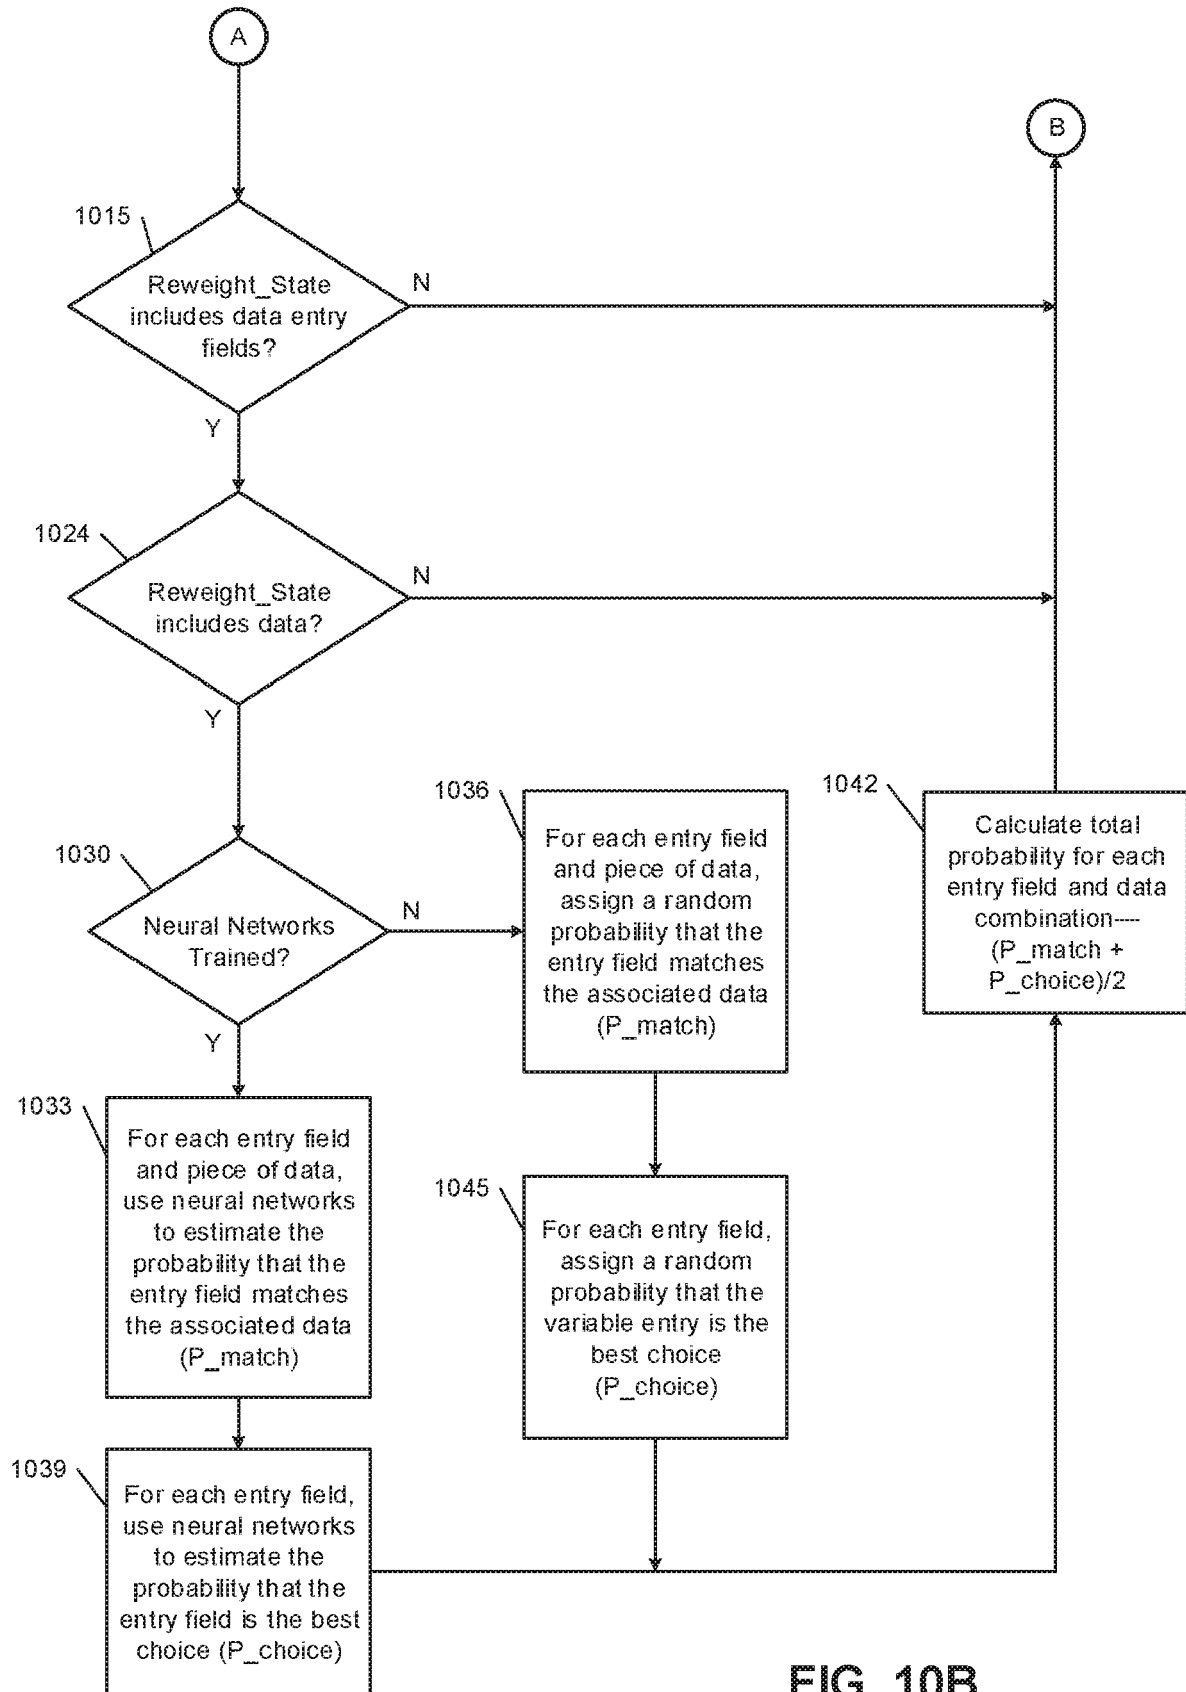 A
B
1015
Reweight_State
includes data entry
fields?
N
Y
1024
Reweight_State
includes data?
N
Y
1030
Neural Networks
Trained?
N
Y
1036
For each entry field
and piece of data,
assign a random
probability that the
entry field matches
the associated data
(P_match)
1042
Calculate total
probability for each
entry field and data
combination----
(P_match +
P_choice)/2
1033
For each entry field
and piece of data,
use neural networks
to estimate the
probability that the
entry field matches
the associated data
(P_match)
1045
For each entry field,
assign a random
probability that the
variable entry is the
best choice
(P_choice)
1039
For each entry field,
use neural networks
to estimate the
probability that the
entry field is the best
choice (P_choice)
FIG. 10B